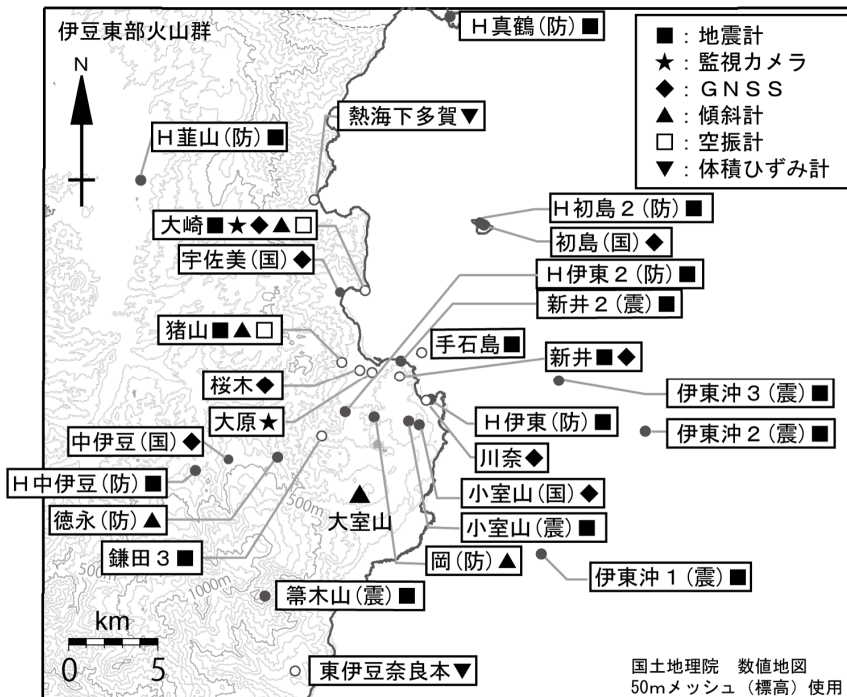 伊豆東部火山群
N
H真鶴(防)■
■：地震計
★：監視カメラ
◆：GNSS
▲：傾斜計
□：空振計
▼：体積ひずみ計
熱海下多賀▼
H韮山(防)■
H初島２(防)■
大崎■★◆▲□
初島(国)◆
宇佐美(国)◆
H伊東２(防)■
新井２(震)■
猪山■▲□
手石島■
新井■◆
桜木◆
伊東沖３(震)■
大原★
H伊東(防)■
伊東沖２(震)■
中伊豆(国)◆
川奈◆
H中伊豆(防)■
小室山(国)◆
500m
徳永(防)▲
大室山
小室山(震)■
鎌田３■
岡(防)▲
500m
伊東沖１(震)■
1000m
箒木山(震)■
km
0 5
東伊豆奈良本▼
国土地理院　数値地図
50mメッシュ（標高）使用